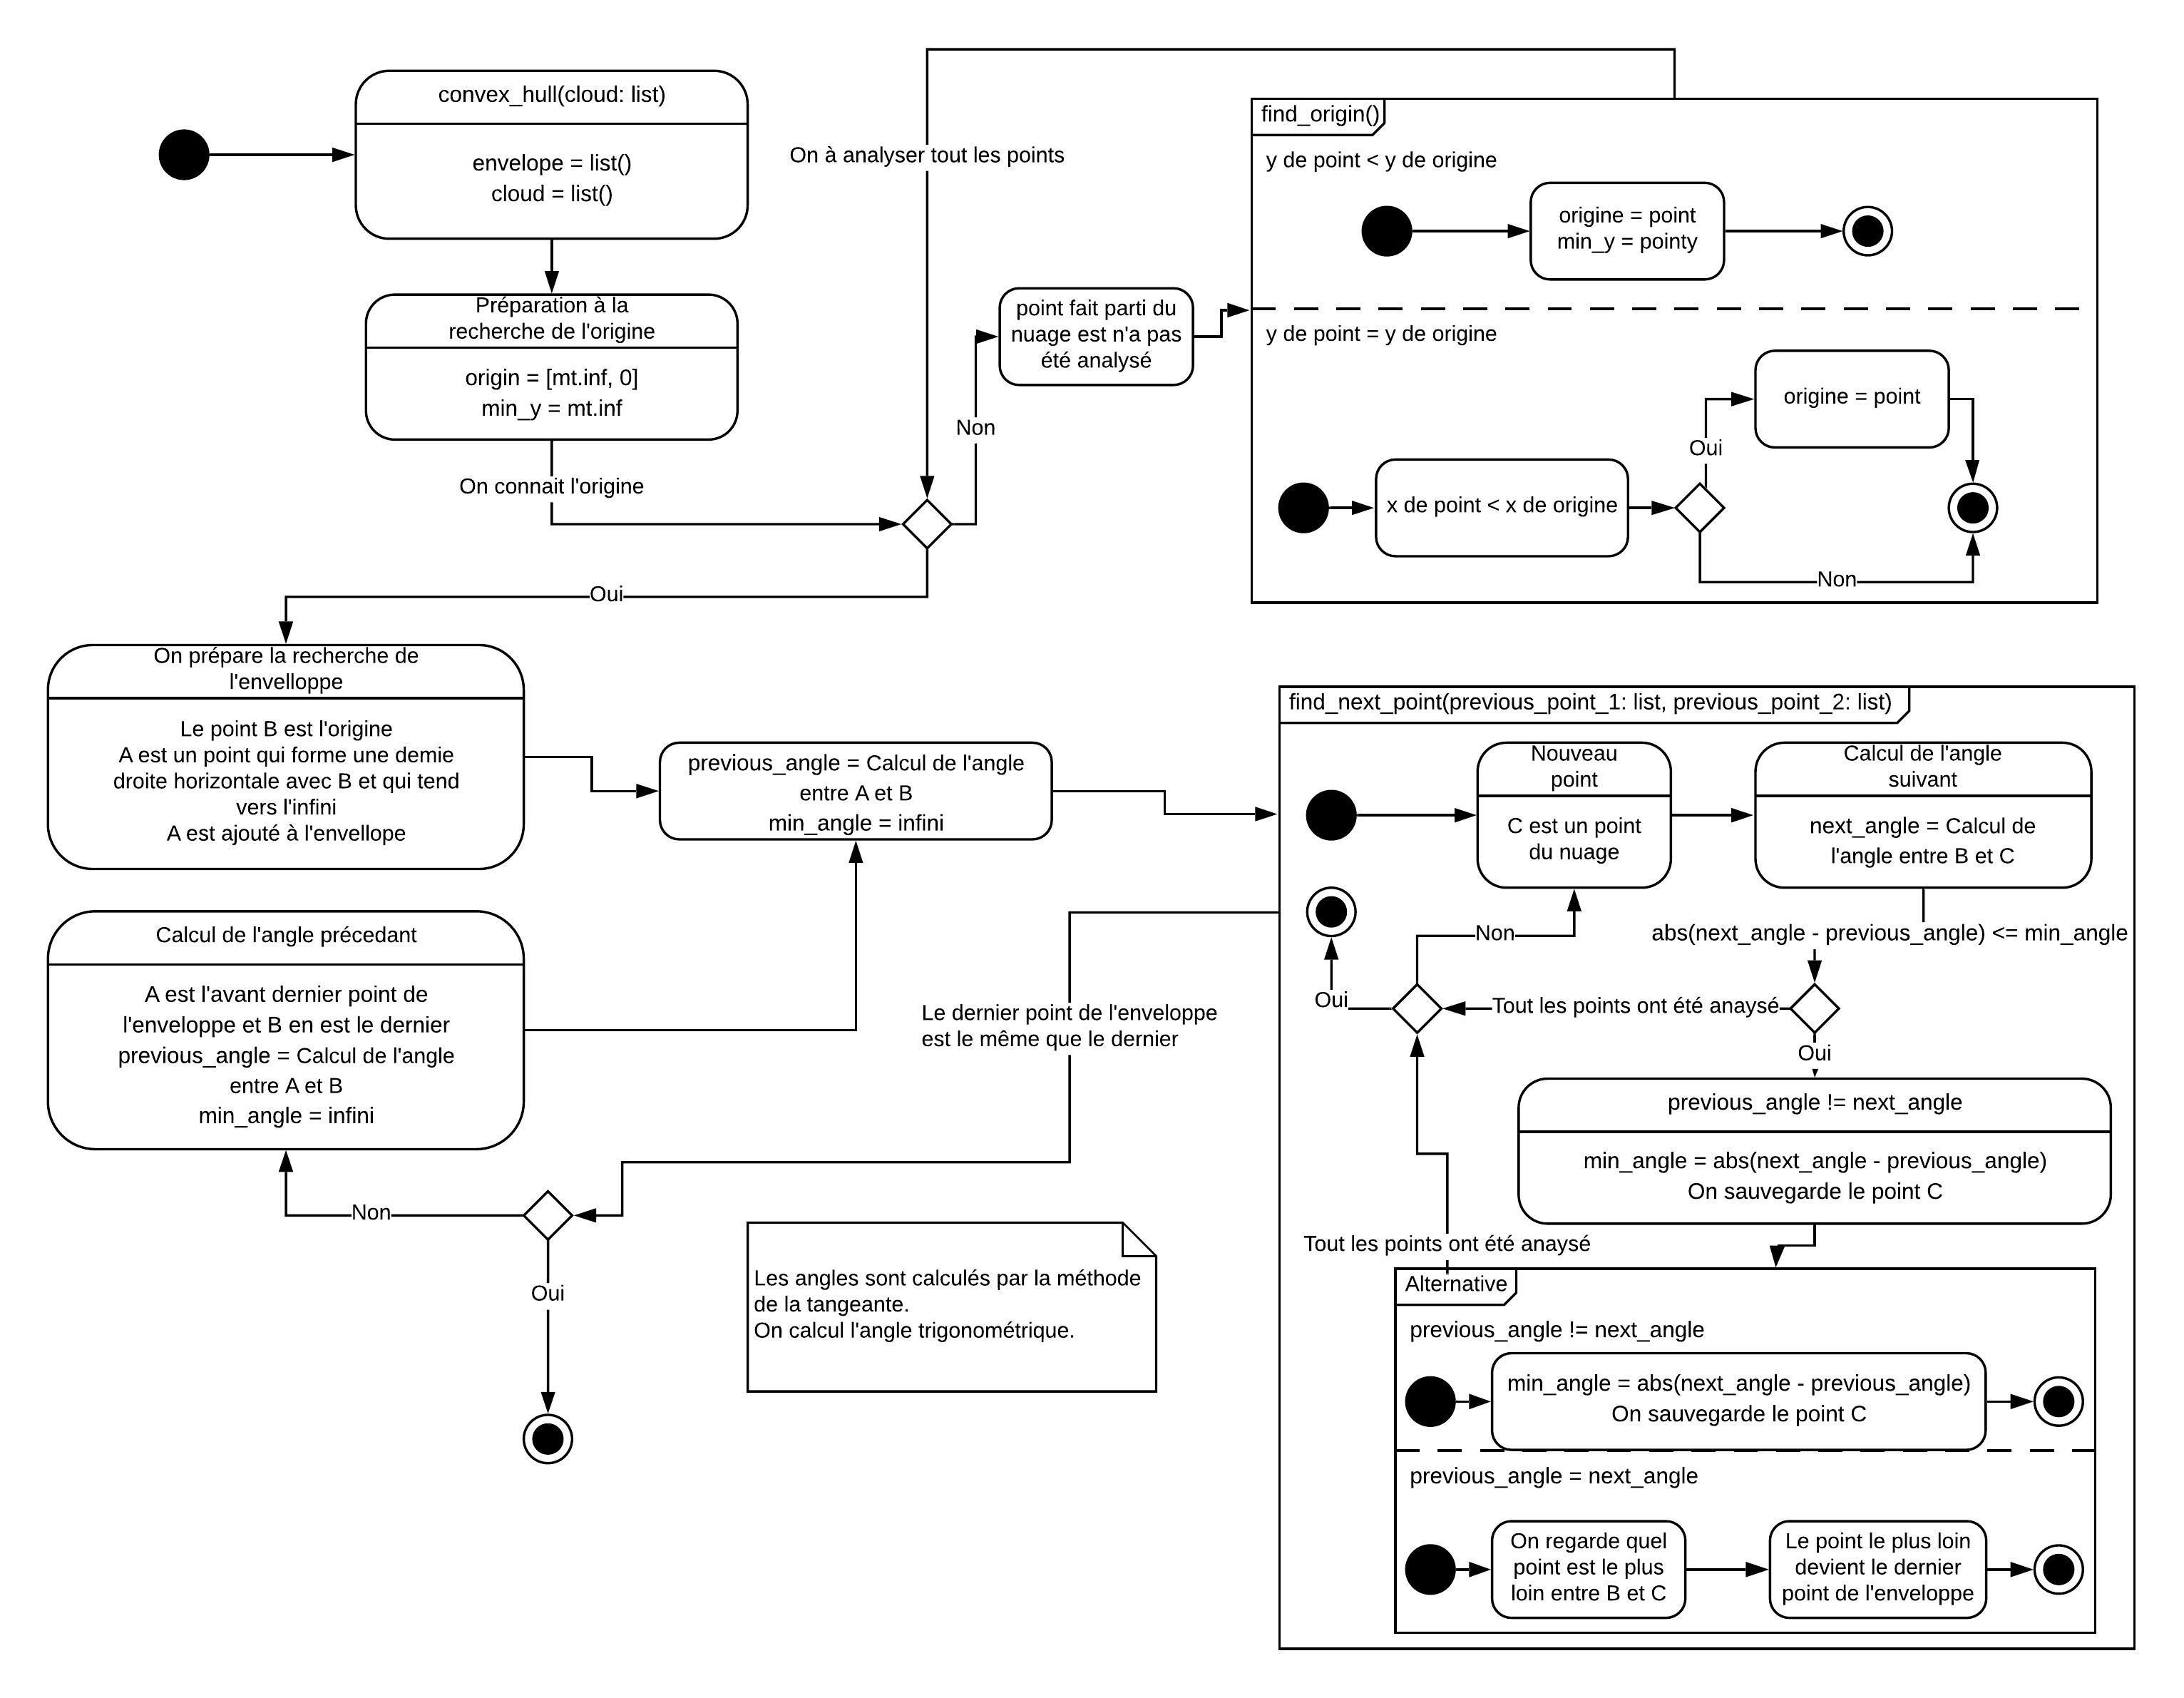 convex_hull(cloud: list)
envelope = list()
cloud = list()
Préparation à la
recherche de l'origine
origin = [mt.inf, 0]
min_y = mt.inf
On connait l'origine
On à analyser tout les points
Non
point fait parti du
nuage est n'a pas
été analysé
find_origin()
y de point < y de origine
origine = point
min_y = pointy
y de point = y de origine
x de point < x de origine
Oui
origine = point
Non
Oui
On prépare la recherche de
l'envelloppe
Le point B est l'origine
A est un point qui forme une demie
droite horizontale avec B et qui tend
vers l'infini
A est ajouté à l'envellope
previous_angle = Calcul de l'angle
entre A et B
min_angle = infini
Calcul de l'angle précedant
A est l'avant dernier point de
l'enveloppe et B en est le dernier
previous_angle = Calcul de l'angle
entre A et B
min_angle = infini
Non
Oui
Le dernier point de l'enveloppe
est le même que le dernier
Les angles sont calculés par la méthode
de la tangeante.
On calcul l'angle trigonométrique.
find_next_point(previous_point_1: list, previous_point_2: list)
Nouveau
point
C est un point
du nuage
Calcul de l'angle
suivant
next_angle = Calcul de
l'angle entre B et C
abs(next_angle - previous_angle) <= min_angle
Non
Oui
Tout les points ont été anaysé
Oui
previous_angle != next_angle
min_angle = abs(next_angle - previous_angle)
On sauvegarde le point C
Tout les points ont été anaysé
Alternative
previous_angle != next_angle
min_angle = abs(next_angle - previous_angle)
On sauvegarde le point C
previous_angle = next_angle
On regarde quel
point est le plus
loin entre B et C
Le point le plus loin
devient le dernier
point de l'enveloppe